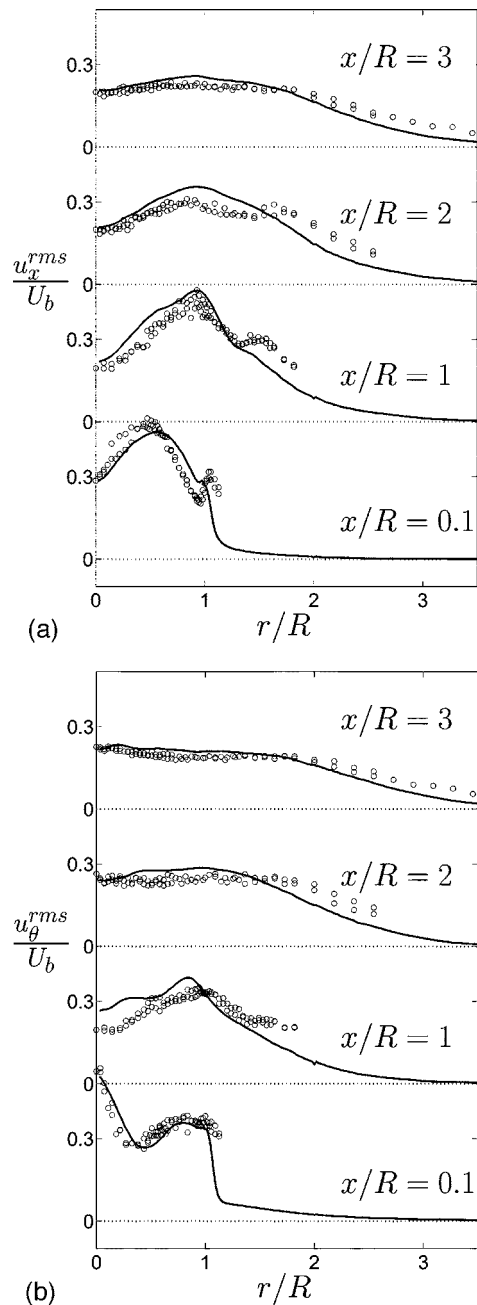 0.3
x/R = 3
0
0.3
x/R = 2
u_x^{rms}
U_b
0
0.3
x/R = 1
0
0.3
x/R = 0.1
0
0 1 2 3
(a)
r/R
0.3
x/R = 3
0
0.3
x/R = 2
u_θ^{rms}
U_b
0
0.3
x/R = 1
0
0.3
x/R = 0.1
0
0 1 2 3
(b)
r/R